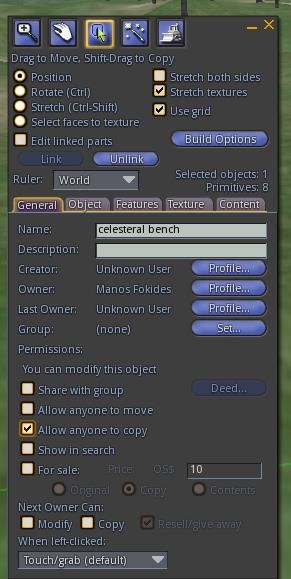 Drag to Move, Shift-Drag to Copy
Position
Stretch both sides
Rotate (Ctrl)
Stretch textures
Stretch (Ctrl-Shift)
Use grid
Select faces to texture
Edit linked parts
Build Options
Link
Unlink
Ruler:
World
Selected objects: 1
Primitives: 8
General Object Features Texture Content
Name: celesteral bench
Description:
Creator: Unknown User Profile...
Owner: Manos Fokides Profile...
Last Owner: Unknown User Profile...
Group: (none) Set...
Permissions:
You can modify this object
Share with group Deed...
Allow anyone to move
Allow anyone to copy
Show in search
For sale: Price: OS$ 10
Original Copy Contents
Next Owner Can:
Modify Copy Resell/give away
When left-clicked:
Touch/grab (default)